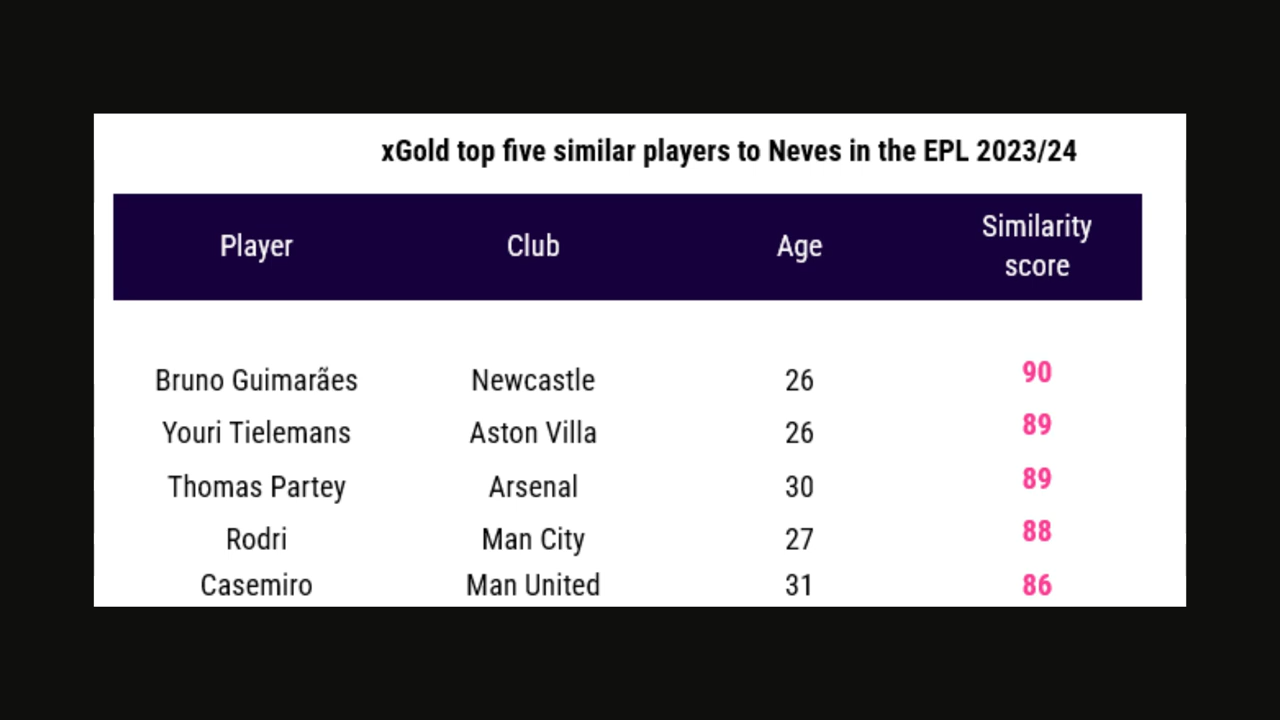 xGold top five similar players to Neves in the EPL 2023/24
Player Club Age Similarity score
Bruno Guimarães Newcastle 26 90
Youri Tielemans Aston Villa 26 89
Thomas Partey Arsenal 30 89
Rodri Man City 27 88
Casemiro Man United 31 86